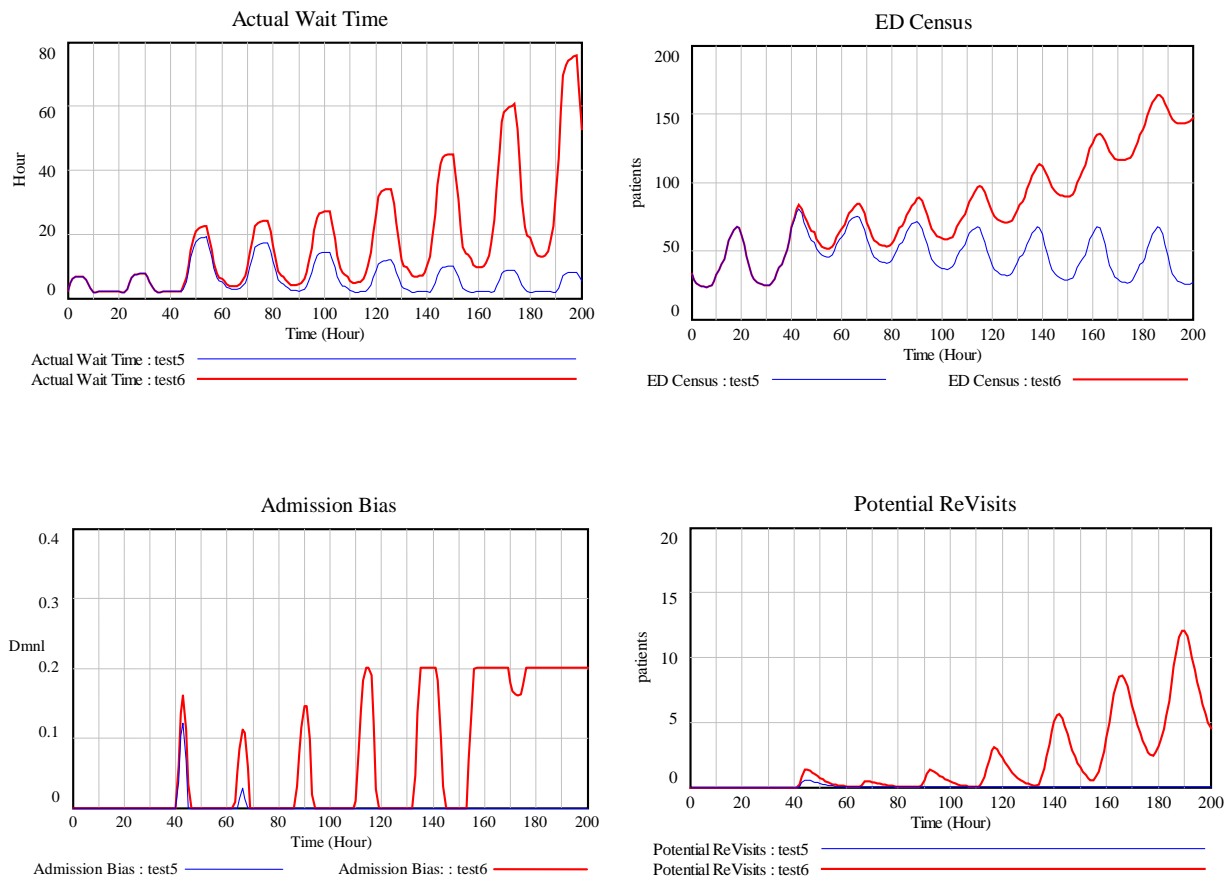 Actual Wait Time
80
60
40
20
0
Hour
0 20 40 60 80 100 120 140 160 180 200
Time (Hour)
Actual Wait Time : test5
Actual Wait Time : test6
ED Census
200
150
100
50
0
patients
0 20 40 60 80 100 120 140 160 180 200
Time (Hour)
ED Census : test5 ED Census : test6
Admission Bias
0.4
0.3
Dmnl
0.2
0.1
0
0 20 40 60 80 100 120 140 160 180 200
Time (Hour)
Admission Bias : test5 Admission Bias: : test6
Potential ReVisits
20
15
10
5
0
patients
0 20 40 60 80 100 120 140 160 180 200
Time (Hour)
Potential ReVisits : test5
Potential ReVisits : test6